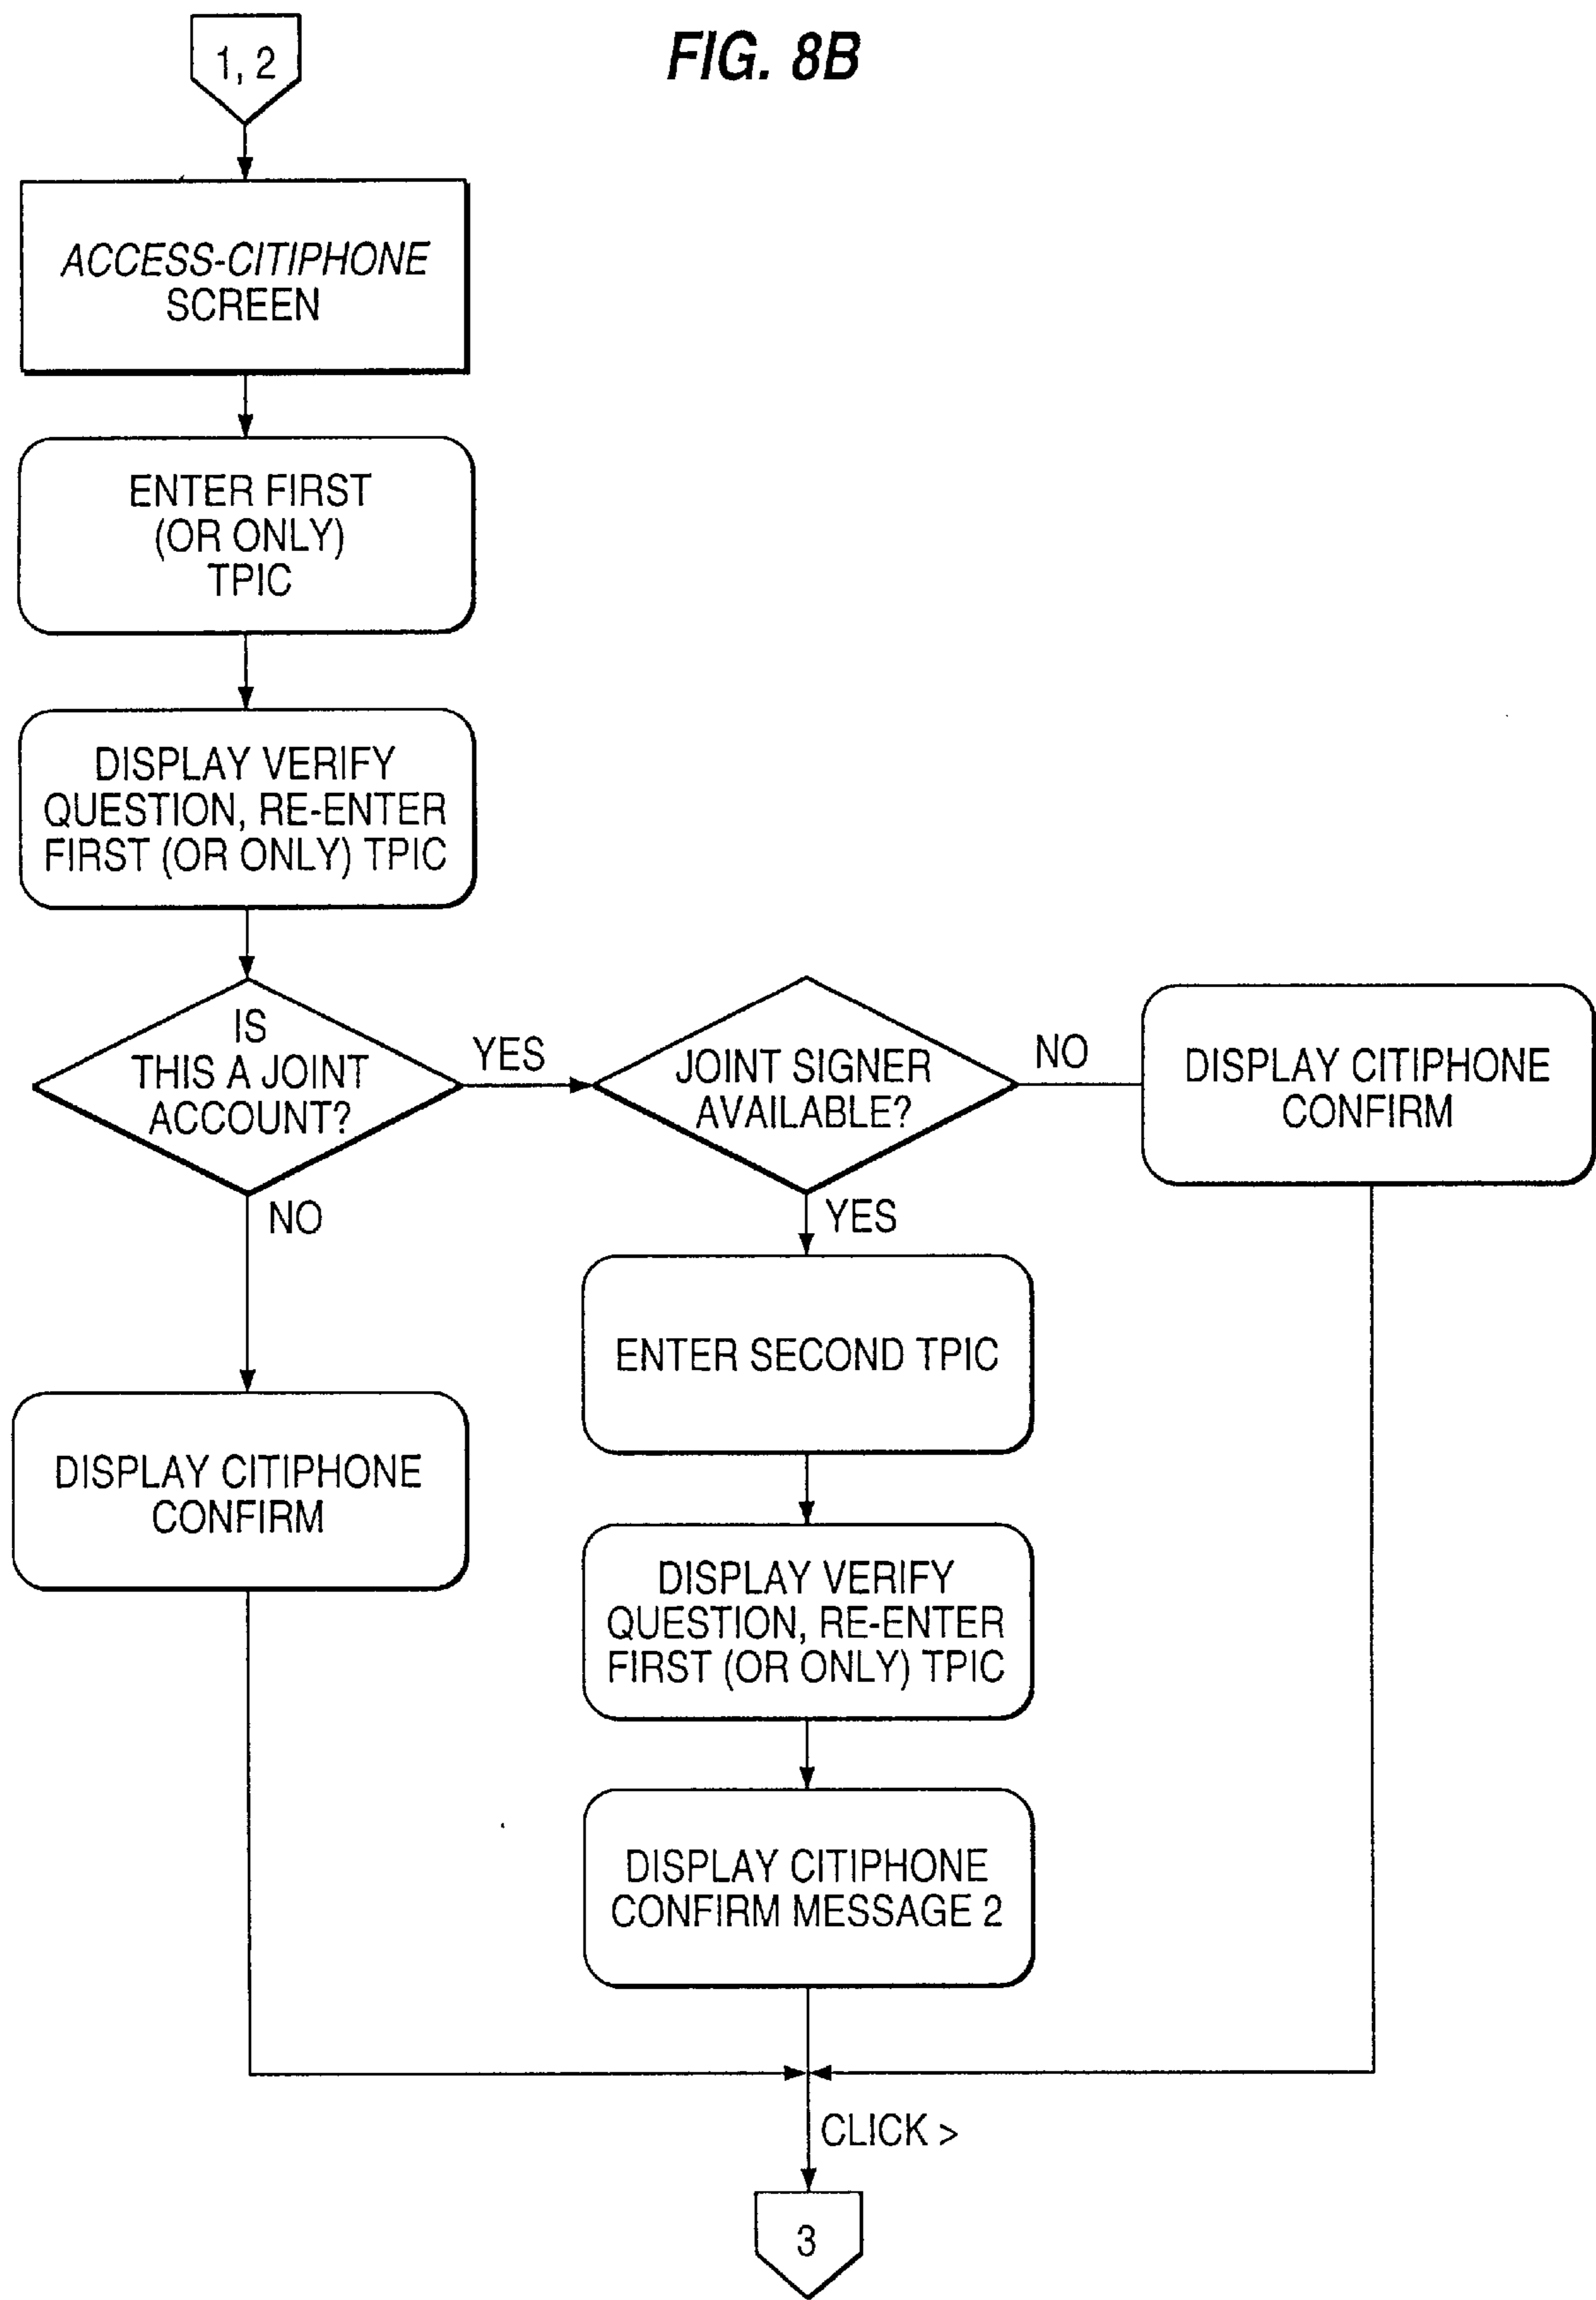 FIG. 8B
1, 2
ACCESS-CITIPHONE
SCREEN
ENTER FIRST
(OR ONLY)
TPIC
DISPLAY VERIFY
QUESTION, RE-ENTER
FIRST (OR ONLY) TPIC
IS
THIS A JOINT
ACCOUNT?
YES
JOINT SIGNER
AVAILABLE?
NO
DISPLAY CITIPHONE
CONFIRM
NO
YES
ENTER SECOND TPIC
DISPLAY CITIPHONE
CONFIRM
DISPLAY VERIFY
QUESTION, RE-ENTER
FIRST (OR ONLY) TPIC
DISPLAY CITIPHONE
CONFIRM MESSAGE 2
CLICK >
3